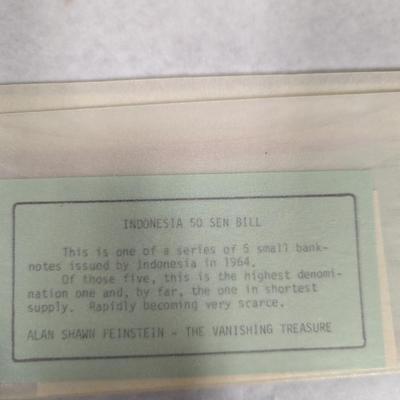 INDONESIA 50 SEN BILL
This is one of a series of 5 small bank-
notes issued by Indonesia in 1964.
Of those five, this is the highest denomi-
nation one and, by far, the one in shortest
supply. Rapidly becoming very scarce.
ALAN SHAWN FEINSTEIN - THE VANISHING TREASURE